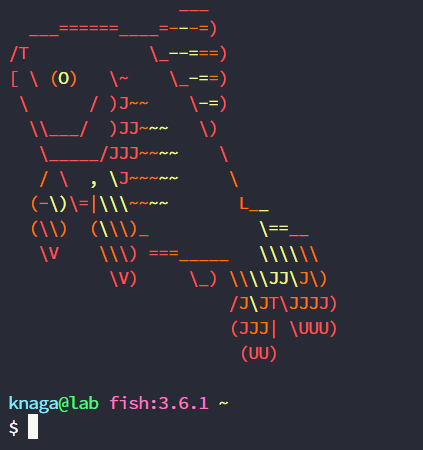 ___
  ___======____=---=)
/T            \_--===)
[ \ (O)   \~    \_-==)
 \      / )J~~    \-=)
  \\___/  )JJ~~~   \)
   \_____/JJJ~~~~    \
   / \  , \J~~~~~     \
  (-\)\=|\\\~~~~       L__
  (\\)  (\\\)_           \==__
   \V    \\\) ===_____   \\\\\\
          \V)     \_) \\\\JJ\J\)
                      /J\JT\JJJJ)
                      (JJJ| \UUU)
                       (UU)

knaga@lab fish:3.6.1 ~
$